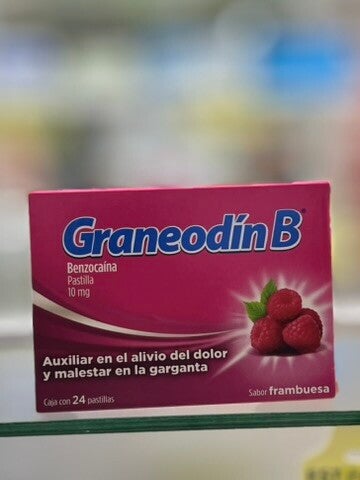 Graneodín B®
Benzocaína
Pastilla
10 mg
Auxiliar en el alivio del dolor
y malestar en la garganta
Caja con 24 pastillas
Sabor frambuesa